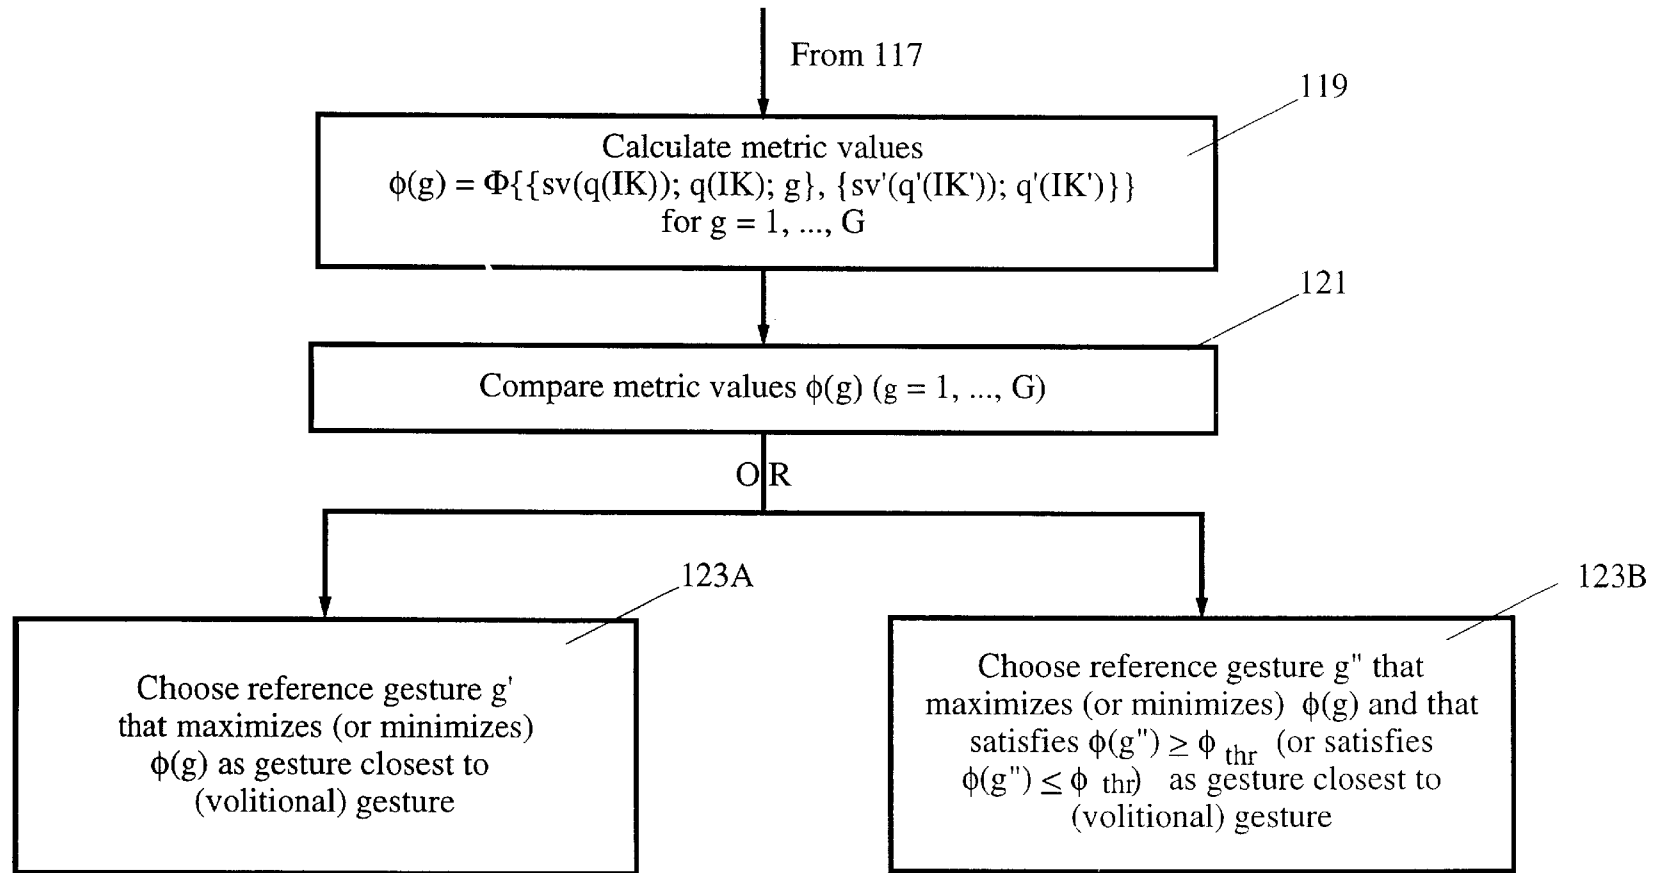 From 117
119
Calculate metric values
ϕ(g) = Φ{{sv(q(IK)); q(IK); g}, {sv'(q'(IK')); q'(IK')}}
for g = 1, ..., G
121
Compare metric values ϕ(g) (g = 1, ..., G)
OR
123A
123B
Choose reference gesture g'
that maximizes (or minimizes)
ϕ(g) as gesture closest to
(volitional) gesture
Choose reference gesture g" that
maximizes (or minimizes) ϕ(g) and that
satisfies ϕ(g") ≥ ϕ thr (or satisfies
ϕ(g") ≤ ϕ thr) as gesture closest to
(volitional) gesture